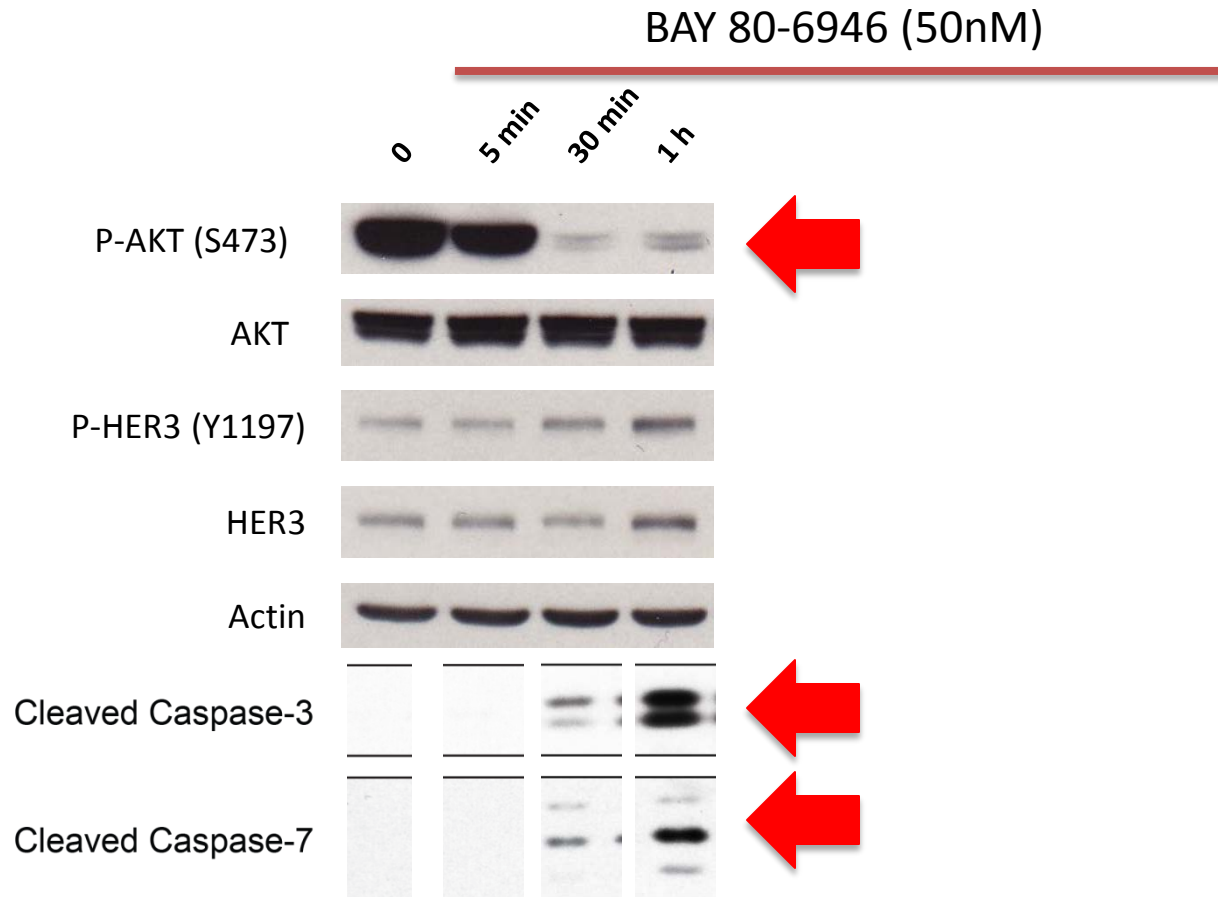 BAY 80-6946 (50nM)
0 5 min 30 min 1 h
P-AKT (S473)
AKT
P-HER3 (Y1197)
HER3
Actin
Cleaved Caspase-3
Cleaved Caspase-7